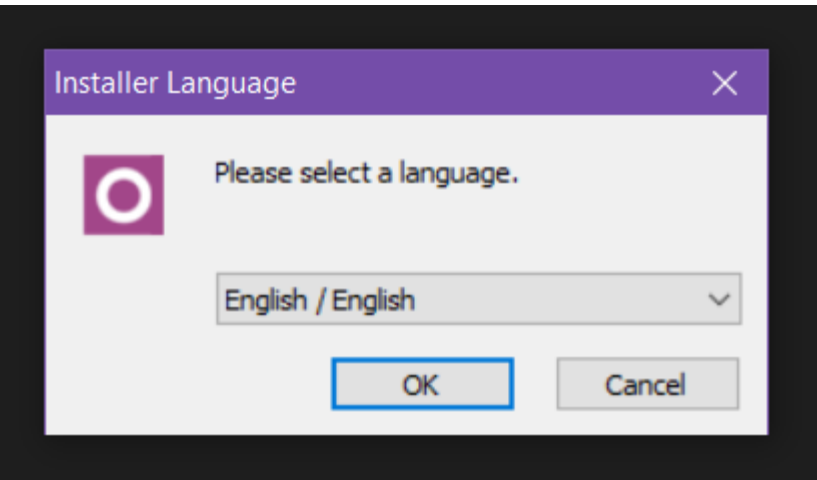 Installer Language
Please select a language.
English / English
OK
Cancel